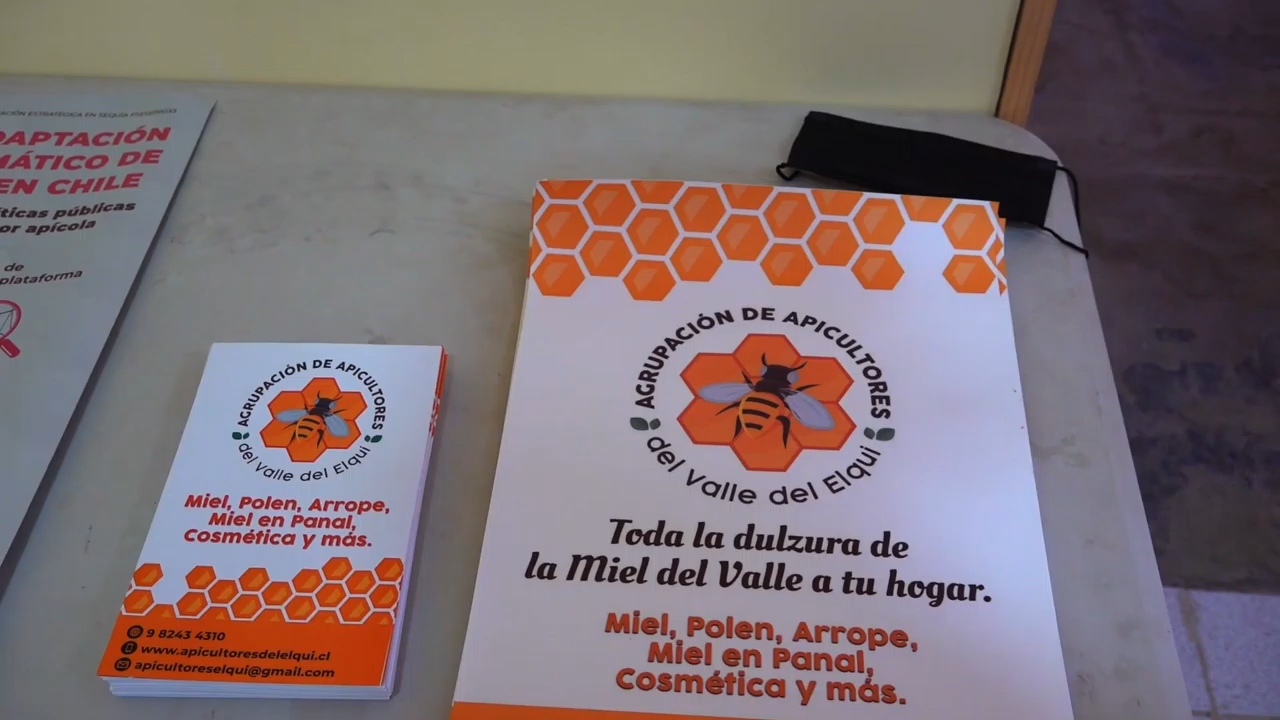 DAPTACIÓN
MÁTICO DE
EN CHILE
íticas públicas
or apícola
de
plataforma
AGRUPACIÓN DE APICULTORES
del Valle del Elqui
Miel, Polen, Arrope,
Miel en Panal,
Cosmética y más.
9 8243 4310
www.apicultoresdelelqui.cl
apicultoreselqui@gmail.com
AGRUPACIÓN DE APICULTORES
del Valle del Elqui
Toda la dulzura de
la Miel del Valle a tu hogar.
Miel, Polen, Arrope,
Miel en Panal,
Cosmética y más.